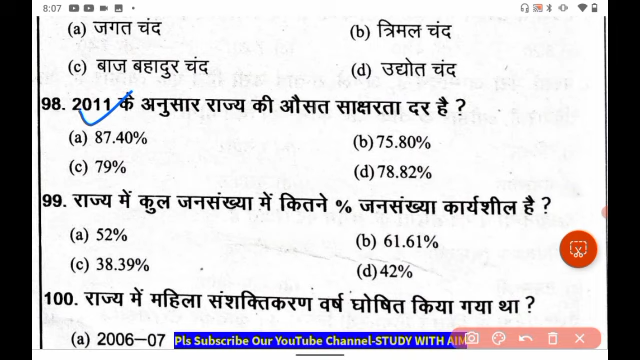 8:07
(a) जगत चंद (b) त्रिमल चंद
(c) बाज बहादुर चंद (d) उद्योत चंद
98. 2011 के अनुसार राज्य की औसत साक्षरता दर है ?
(a) 87.40% (b) 75.80%
(c) 79% (d) 78.82%
99. राज्य में कुल जनसंख्या में कितने % जनसंख्या कार्यशील है ?
(a) 52% (b) 61.61%
(c) 38.39% (d) 42%
100. राज्य में महिला संशक्तिकरण वर्ष घोषित किया गया था ?
(a) 2006–07
Pls Subscribe Our YouTube Channel-STUDY WITH AIM